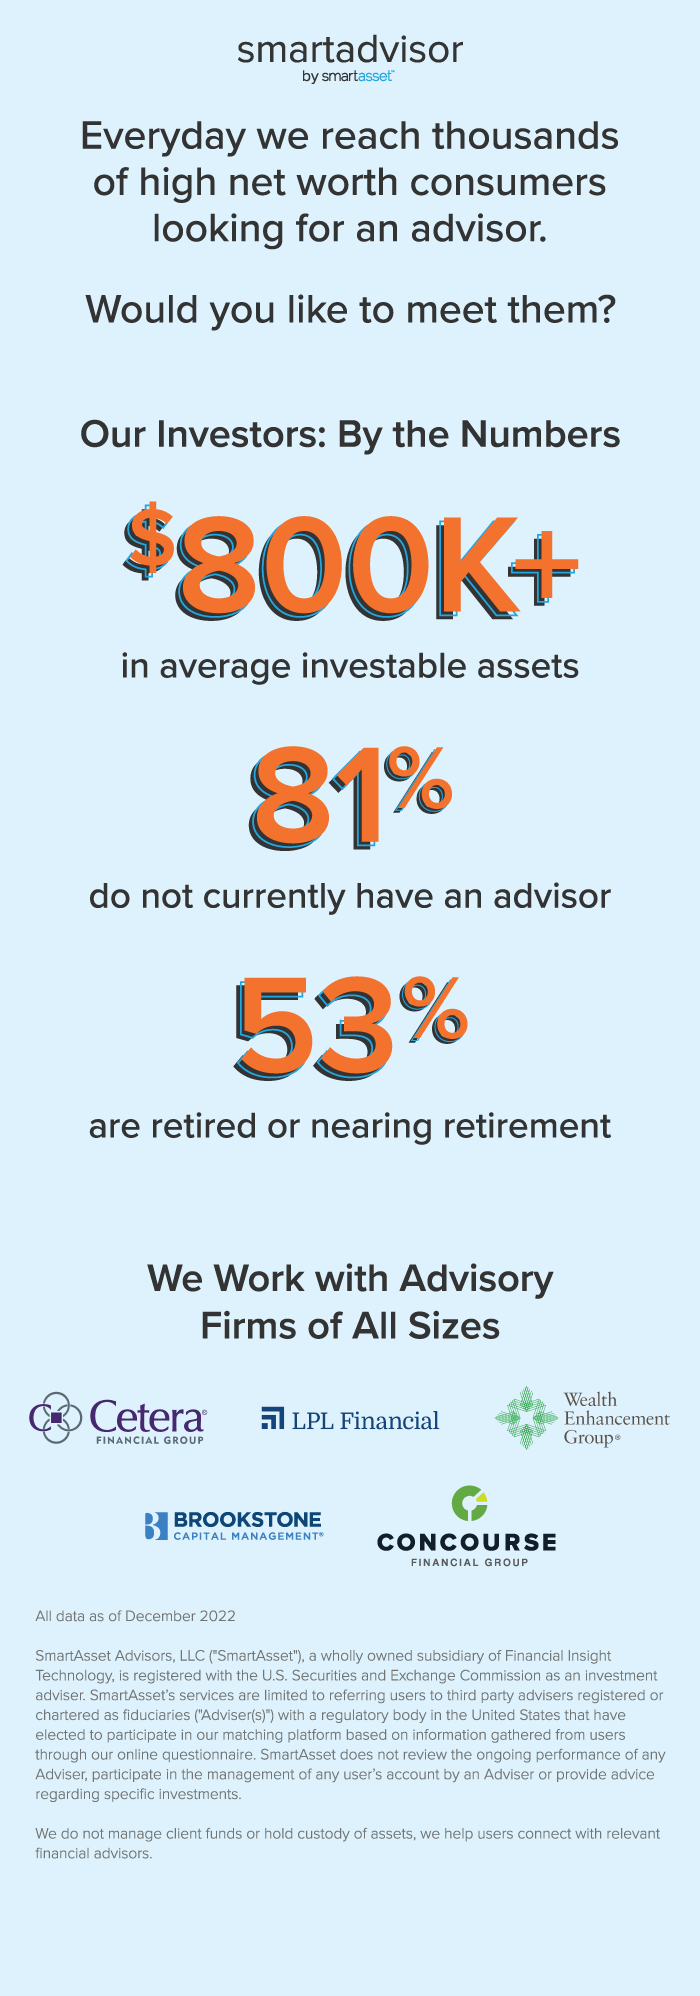 smartadvisor
by smartasset™
Everyday we reach thousands
of high net worth consumers
looking for an advisor.
Would you like to meet them?
Our Investors: By the Numbers
$800K+
in average investable assets
81%
do not currently have an advisor
53%
are retired or nearing retirement
We Work with Advisory
Firms of All Sizes
Cetera®
FINANCIAL GROUP
LPL Financial
Wealth
Enhancement
Group®
BROOKSTONE
CAPITAL MANAGEMENT®
CONCOURSE
FINANCIAL GROUP
All data as of December 2022
SmartAsset Advisors, LLC ("SmartAsset"), a wholly owned subsidiary of Financial Insight
Technology, is registered with the U.S. Securities and Exchange Commission as an investment
adviser. SmartAsset's services are limited to referring users to third party advisers registered or
chartered as fiduciaries ("Adviser(s)") with a regulatory body in the United States that have
elected to participate in our matching platform based on information gathered from users
through our online questionnaire. SmartAsset does not review the ongoing performance of any
Adviser, participate in the management of any user's account by an Adviser or provide advice
regarding specific investments.
We do not manage client funds or hold custody of assets, we help users connect with relevant
financial advisors.